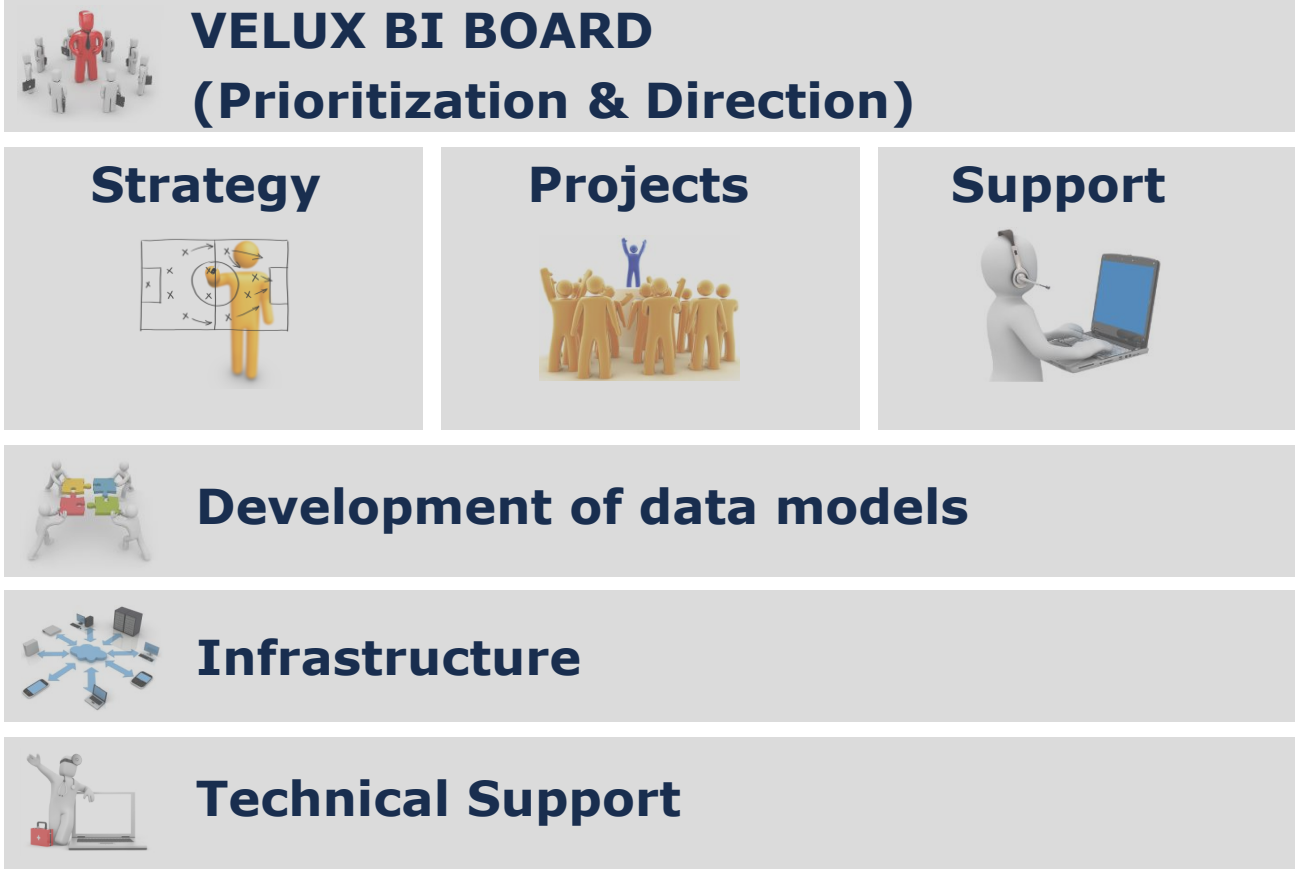 VELUX BI BOARD
(Prioritization & Direction)
Strategy
Projects
Support
Development of data models
Infrastructure
Technical Support